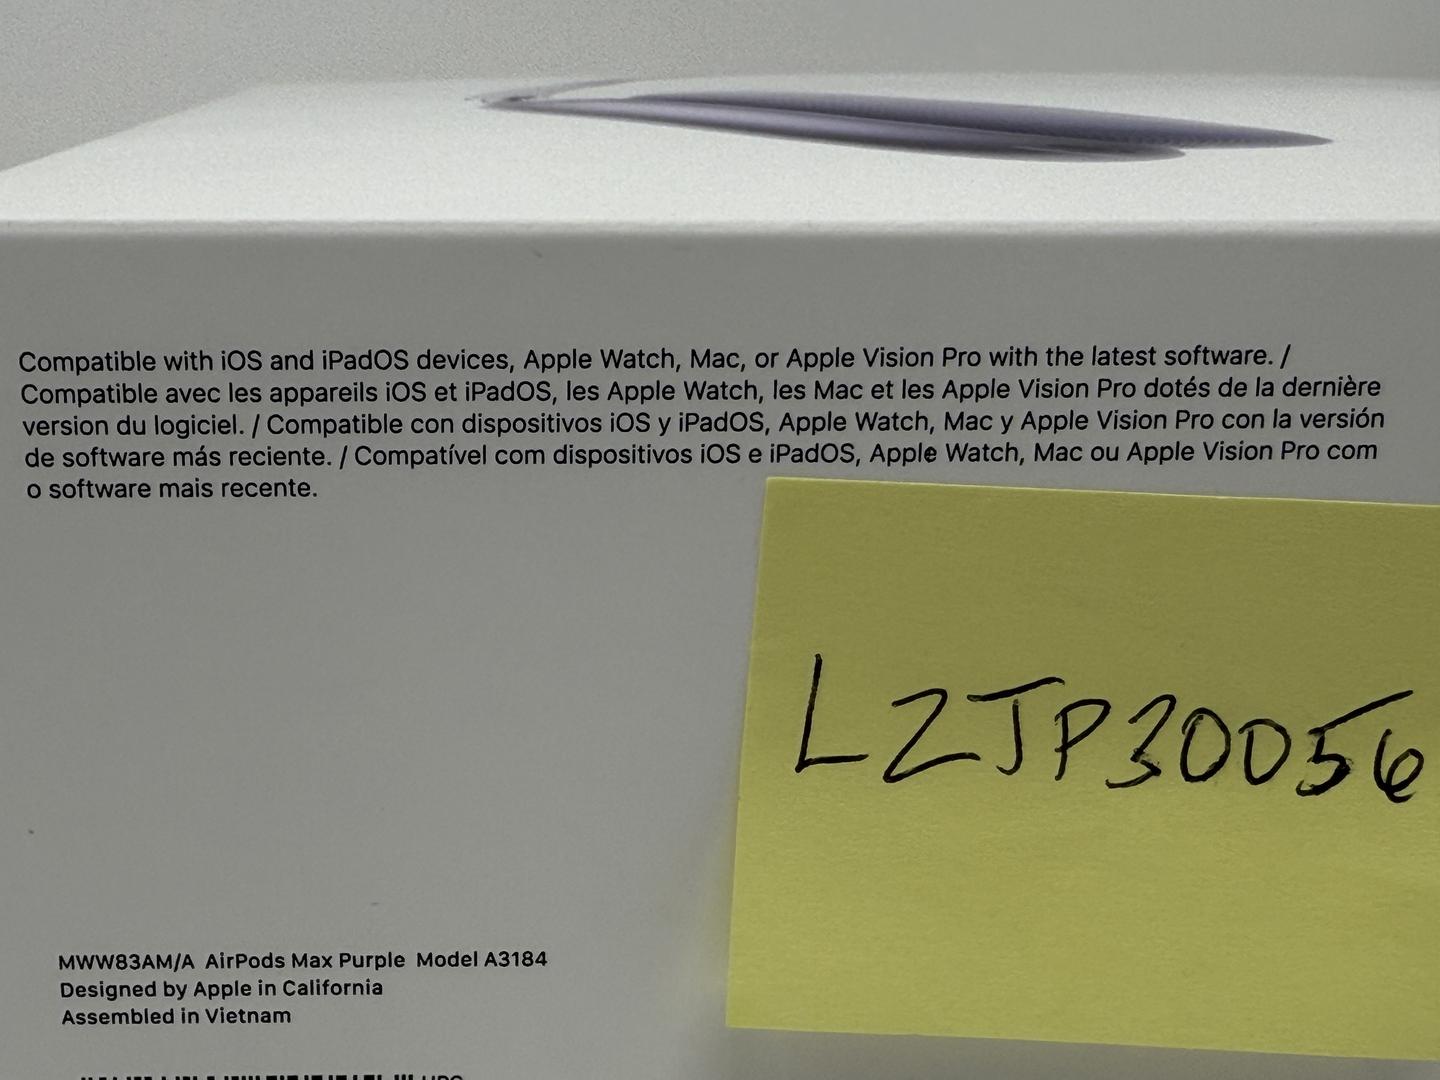 Compatible with iOS and iPadOS devices, Apple Watch, Mac, or Apple Vision Pro with the latest software. /
Compatible avec les appareils iOS et iPadOS, les Apple Watch, les Mac et les Apple Vision Pro dotés de la dernière
version du logiciel. / Compatible con dispositivos iOS y iPadOS, Apple Watch, Mac y Apple Vision Pro con la versión
de software más reciente. / Compatível com dispositivos iOS e iPadOS, Apple Watch, Mac ou Apple Vision Pro com
o software mais recente.
LZJP30056
MWW83AM/A AirPods Max Purple Model A3184
Designed by Apple in California
Assembled in Vietnam